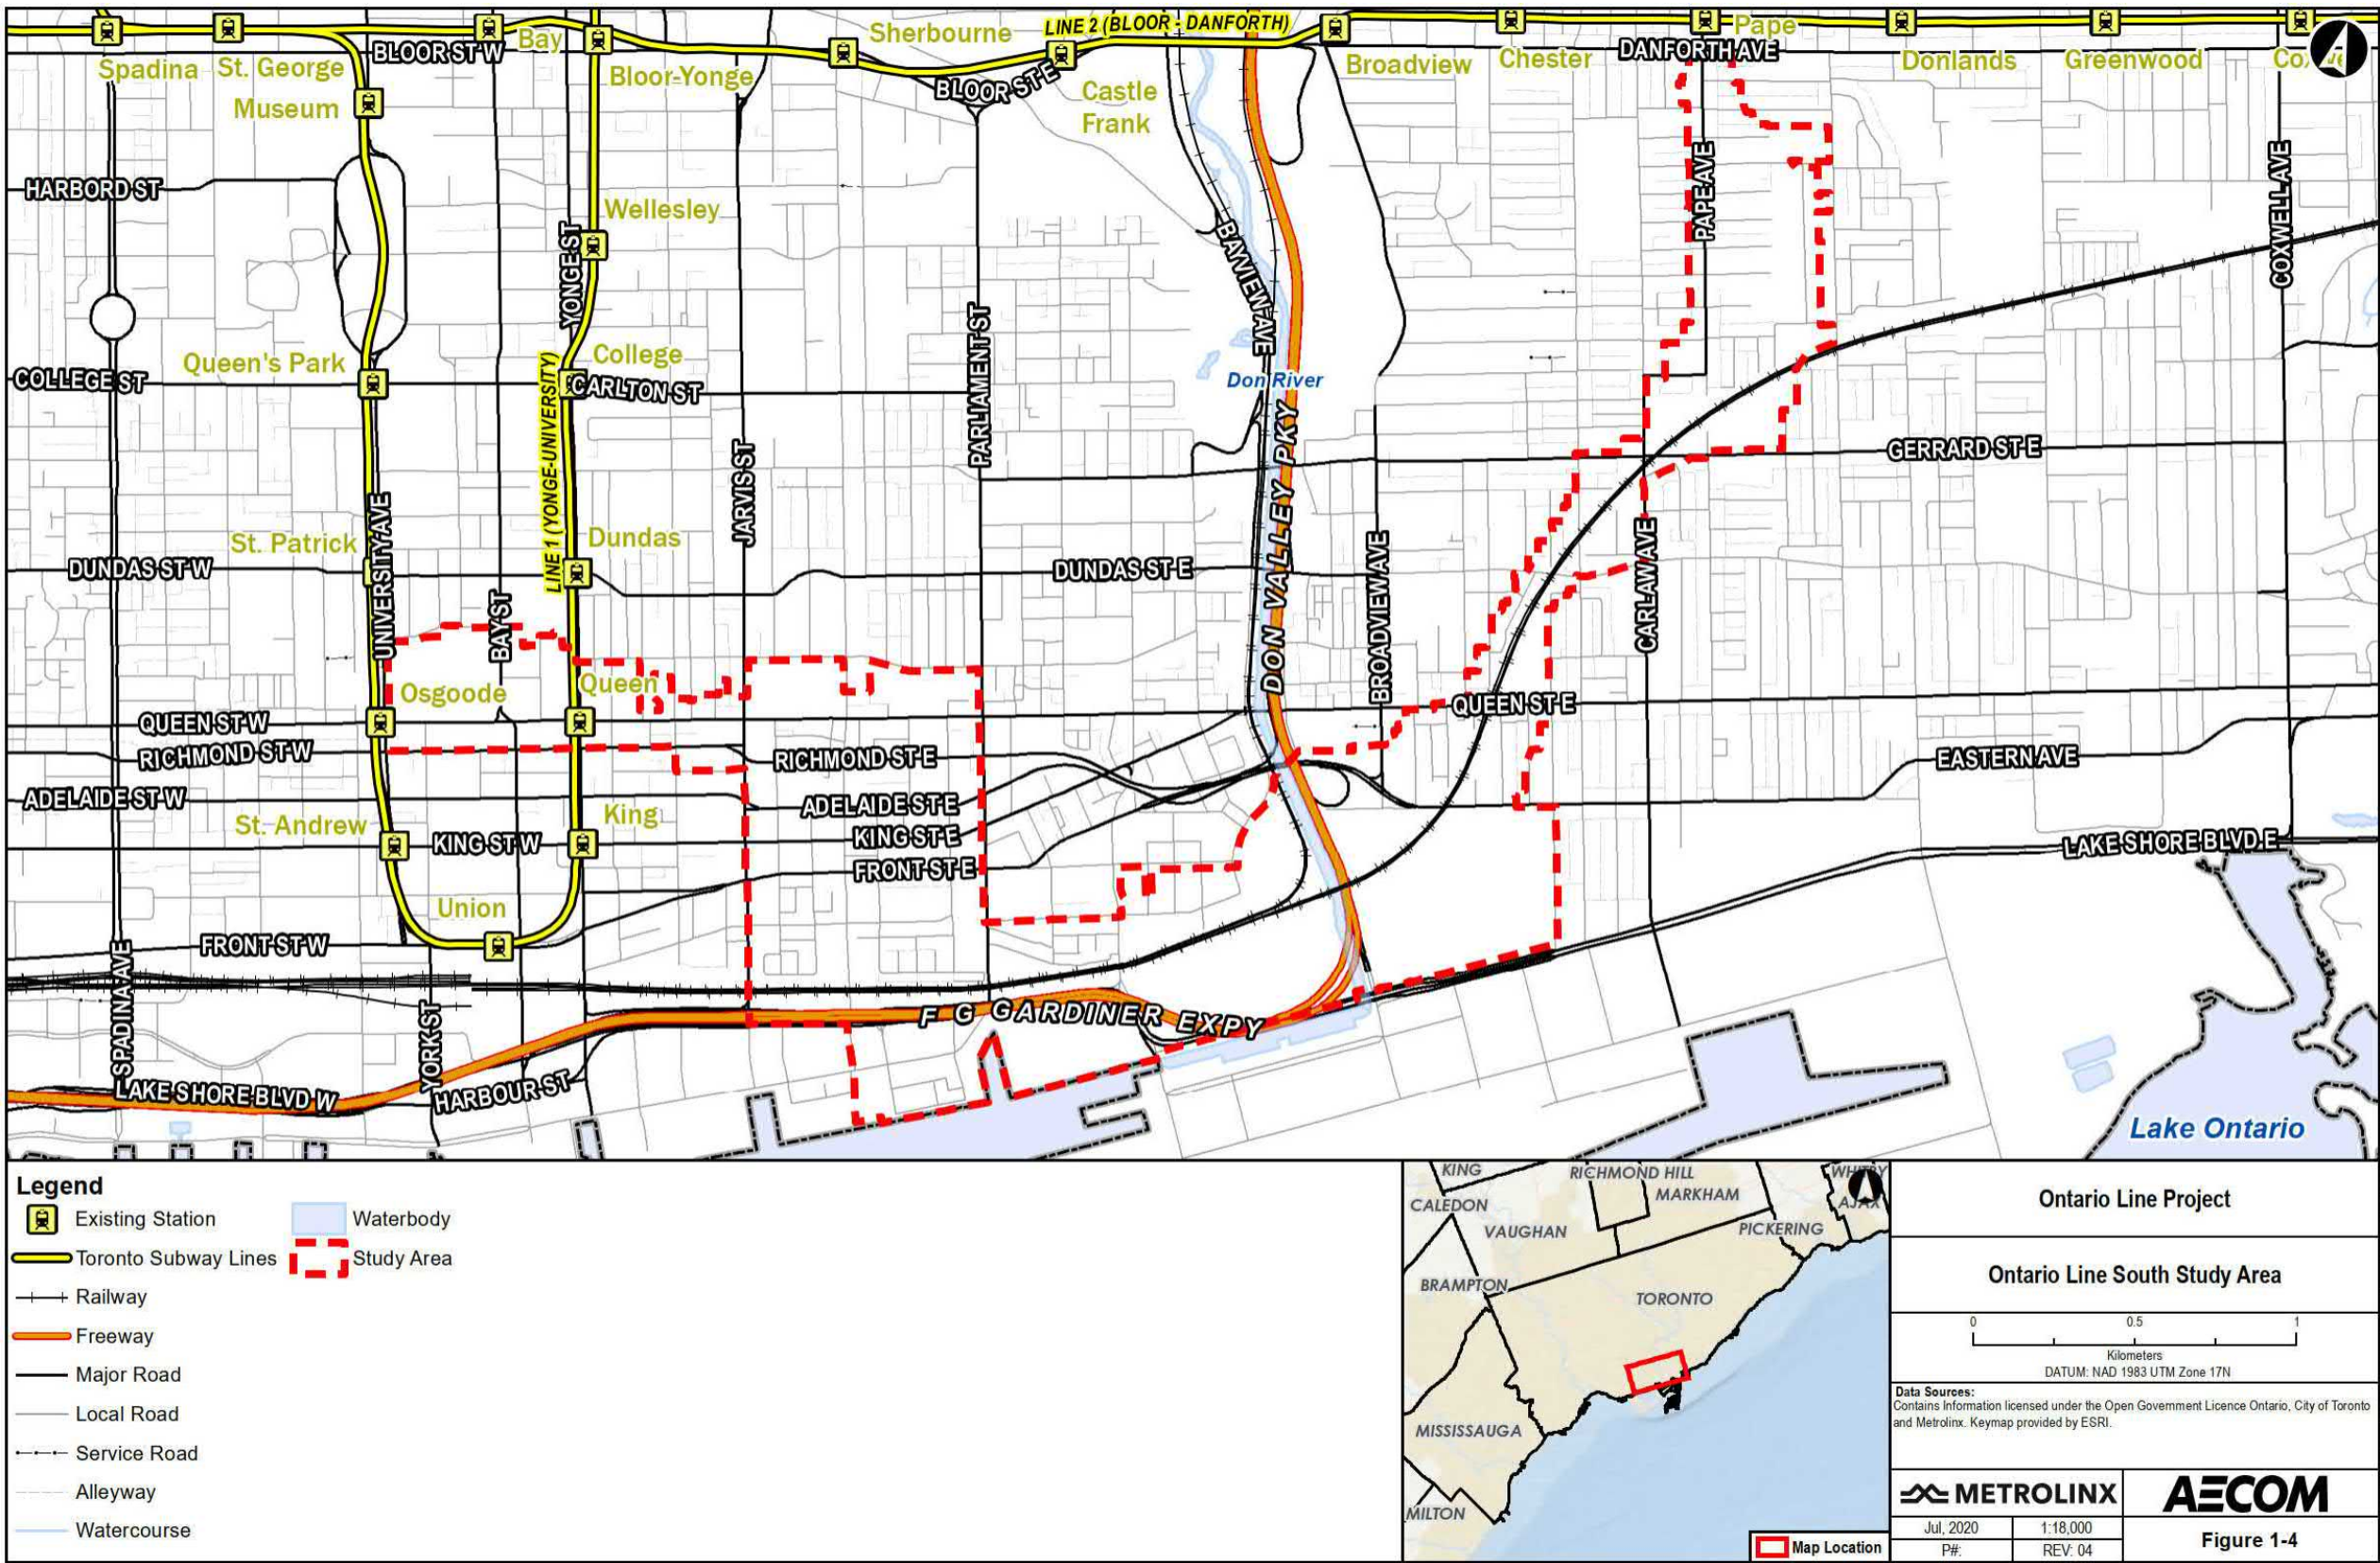 Sherbourne
LINE 2 (BLOOR - DANFORTH)
Pape
BLOOR ST W
Bay
DANFORTH AVE
Spadina
St. George
Bloor-Yonge
Broadview
Chester
Donlands
Greenwood
BLOOR ST E
Museum
Castle
Frank
HARBORD ST
PAPE AVE
COXWELL AVE
Wellesley
YONGE ST
BAYVIEW AVE
Queen's Park
College
PARLIAMENT ST
COLLEGE ST
CARLTON ST
Don River
LINE 1 (YONGE-UNIVERSITY)
GERRARD ST E
JARVIS ST
St. Patrick
Dundas
DUNDAS ST W
DUNDAS ST E
UNIVERSITY AVE
BAY ST
DON VALLEY PKY
BROADVIEW AVE
CARLAW AVE
Osgoode
Queen
QUEEN ST W
QUEEN ST E
RICHMOND ST W
RICHMOND ST E
EASTERN AVE
ADELAIDE ST W
ADELAIDE ST E
St. Andrew
King
KING ST W
KING ST E
FRONT ST E
LAKE SHORE BLVD E
Union
FRONT ST W
SPADINA AVE
YORK ST
F G GARDINER EXPY
LAKE SHORE BLVD W
HARBOUR ST
Lake Ontario
Legend
Existing Station
Waterbody
Toronto Subway Lines
Study Area
Railway
Freeway
Major Road
Local Road
Service Road
Alleyway
Watercourse
KING
RICHMOND HILL
WHITBY
MARKHAM
AJAX
CALEDON
VAUGHAN
PICKERING
BRAMPTON
TORONTO
MISSISSAUGA
MILTON
Map Location
Ontario Line Project
Ontario Line South Study Area
0 0.5 1
Kilometers
DATUM: NAD 1983 UTM Zone 17N
Data Sources:
Contains Information licensed under the Open Government Licence Ontario, City of Toronto
and Metrolinx. Keymap provided by ESRI.
METROLINX
AECOM
Jul, 2020
1:18,000
P#:
REV: 04
Figure 1-4